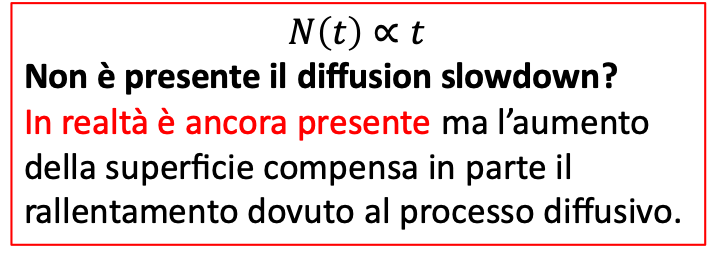 N(t) ∝ t
Non è presente il diffusion slowdown?
In realtà è ancora presente ma l'aumento
della superficie compensa in parte il
rallentamento dovuto al processo diffusivo.